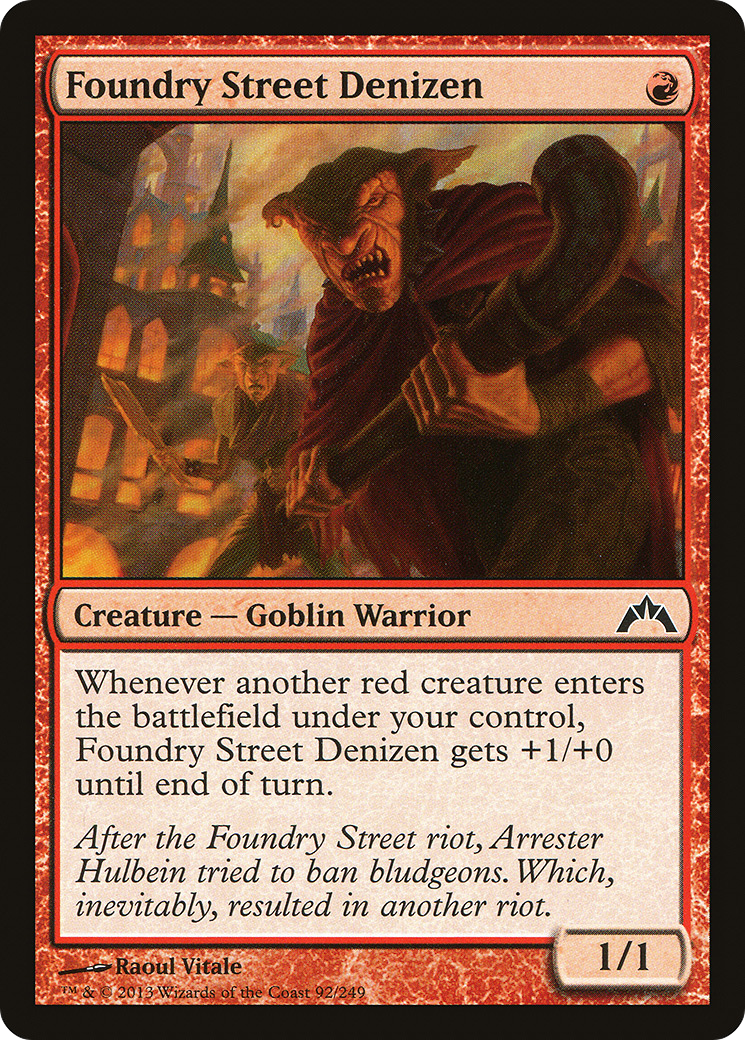 Foundry Street Denizen
Creature — Goblin Warrior
Whenever another red creature enters
the battlefield under your control,
Foundry Street Denizen gets +1/+0
until end of turn.
After the Foundry Street riot, Arrester
Hulbein tried to ban bludgeons. Which,
inevitably, resulted in another riot.
1/1
Raoul Vitale
™ & © 2013 Wizards of the Coast 92/249